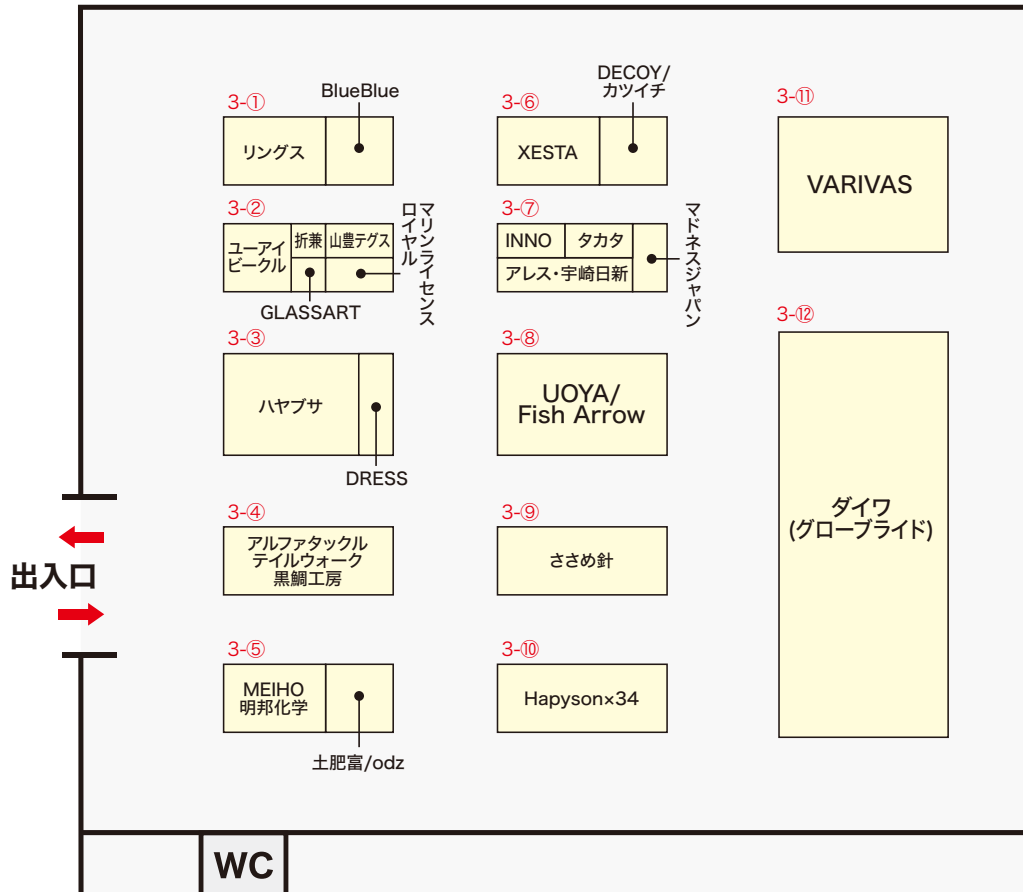 3-①
BlueBlue
リングス
3-②
ユーアイ
ビークル
折兼
山豊テグス
GLASSART
マリンライセンス
ロイヤル
3-③
ハヤブサ
DRESS
3-④
アルファタックル
テイルウォーク
黒鯛工房
3-⑤
MEIHO
明邦化学
土肥富/odz
出入口
3-⑥
DECOY/
カツイチ
XESTA
3-⑦
INNO
タカタ
アレス・宇崎日新
マドネスジャパン
3-⑧
UOYA/
Fish Arrow
3-⑨
ささめ針
3-⑩
Hapyson×34
3-⑪
VARIVAS
3-⑫
ダイワ
(グローブライド)
WC